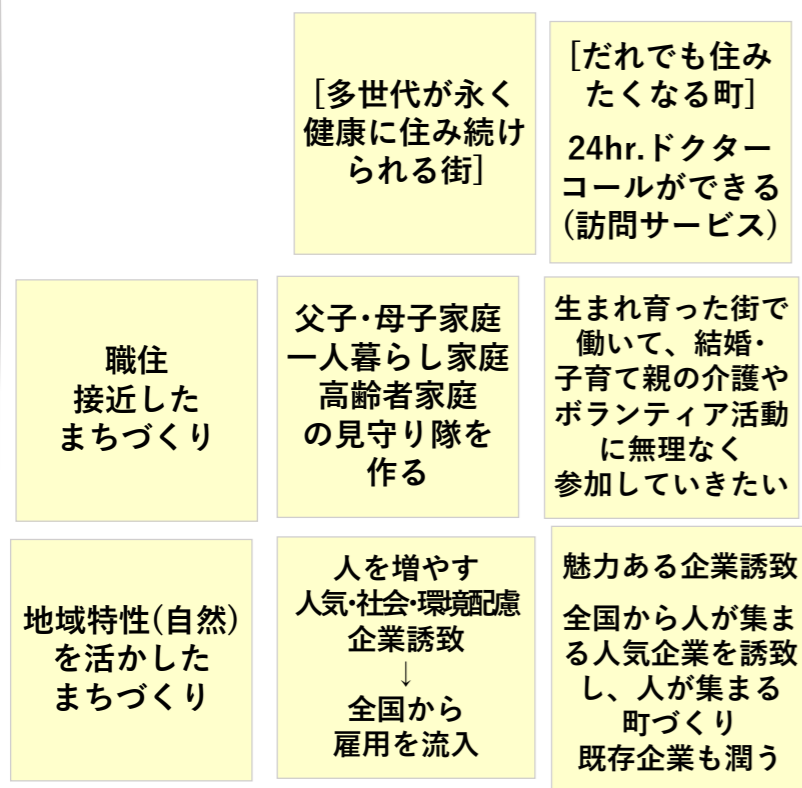 [多世代が永く
健康に住み続け
られる街]
[だれでも住み
たくなる町]
24hr.ドクター
コールができる
(訪問サービス)
職住
接近した
まちづくり
父子・母子家庭
一人暮らし家庭
高齢者家庭
の見守り隊を
作る
生まれ育った街で
働いて、結婚・
子育て親の介護や
ボランティア活動
に無理なく
参加していきたい
地域特性(自然)
を活かした
まちづくり
人を増やす
人気・社会・環境配慮
企業誘致
↓
全国から
雇用を流入
魅力ある企業誘致
全国から人が集ま
る人気企業を誘致
し、人が集まる
町づくり
既存企業も潤う